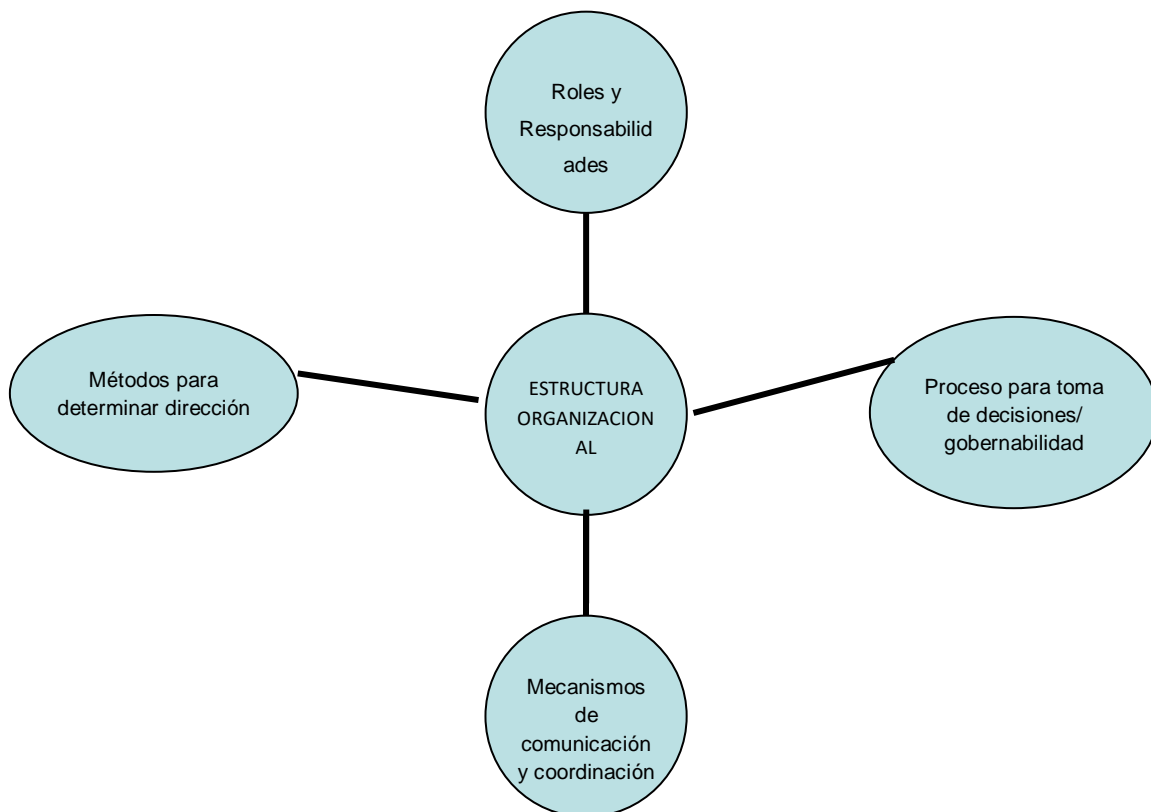 Roles y
Responsabilid
ades
Métodos para
determinar dirección
ESTRUCTURA
ORGANIZACION
AL
Proceso para toma
de decisiones/
gobernabilidad
Mecanismos
de
comunicación
y coordinación